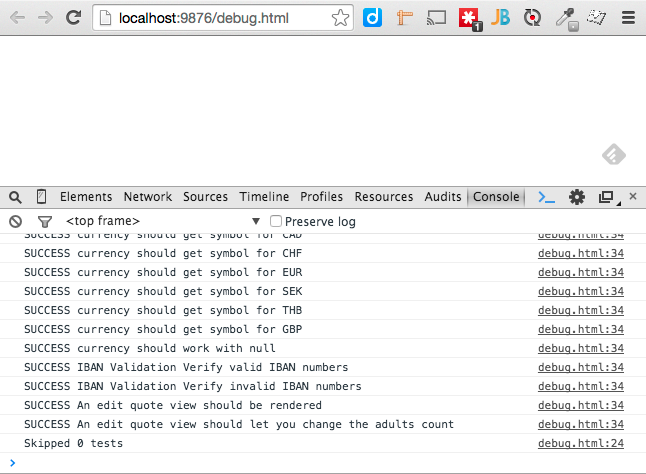 localhost:9876/debug.html
1
JB
Elements Network Sources Timeline Profiles Resources Audits Console
<top frame> Preserve log
SUCCESS currency should get symbol for CAD debug.html:34
SUCCESS currency should get symbol for CHF debug.html:34
SUCCESS currency should get symbol for EUR debug.html:34
SUCCESS currency should get symbol for SEK debug.html:34
SUCCESS currency should get symbol for THB debug.html:34
SUCCESS currency should get symbol for GBP debug.html:34
SUCCESS currency should work with null debug.html:34
SUCCESS IBAN Validation Verify valid IBAN numbers debug.html:34
SUCCESS IBAN Validation Verify invalid IBAN numbers debug.html:34
SUCCESS An edit quote view should be rendered debug.html:34
SUCCESS An edit quote view should let you change the adults count debug.html:34
Skipped 0 tests debug.html:24